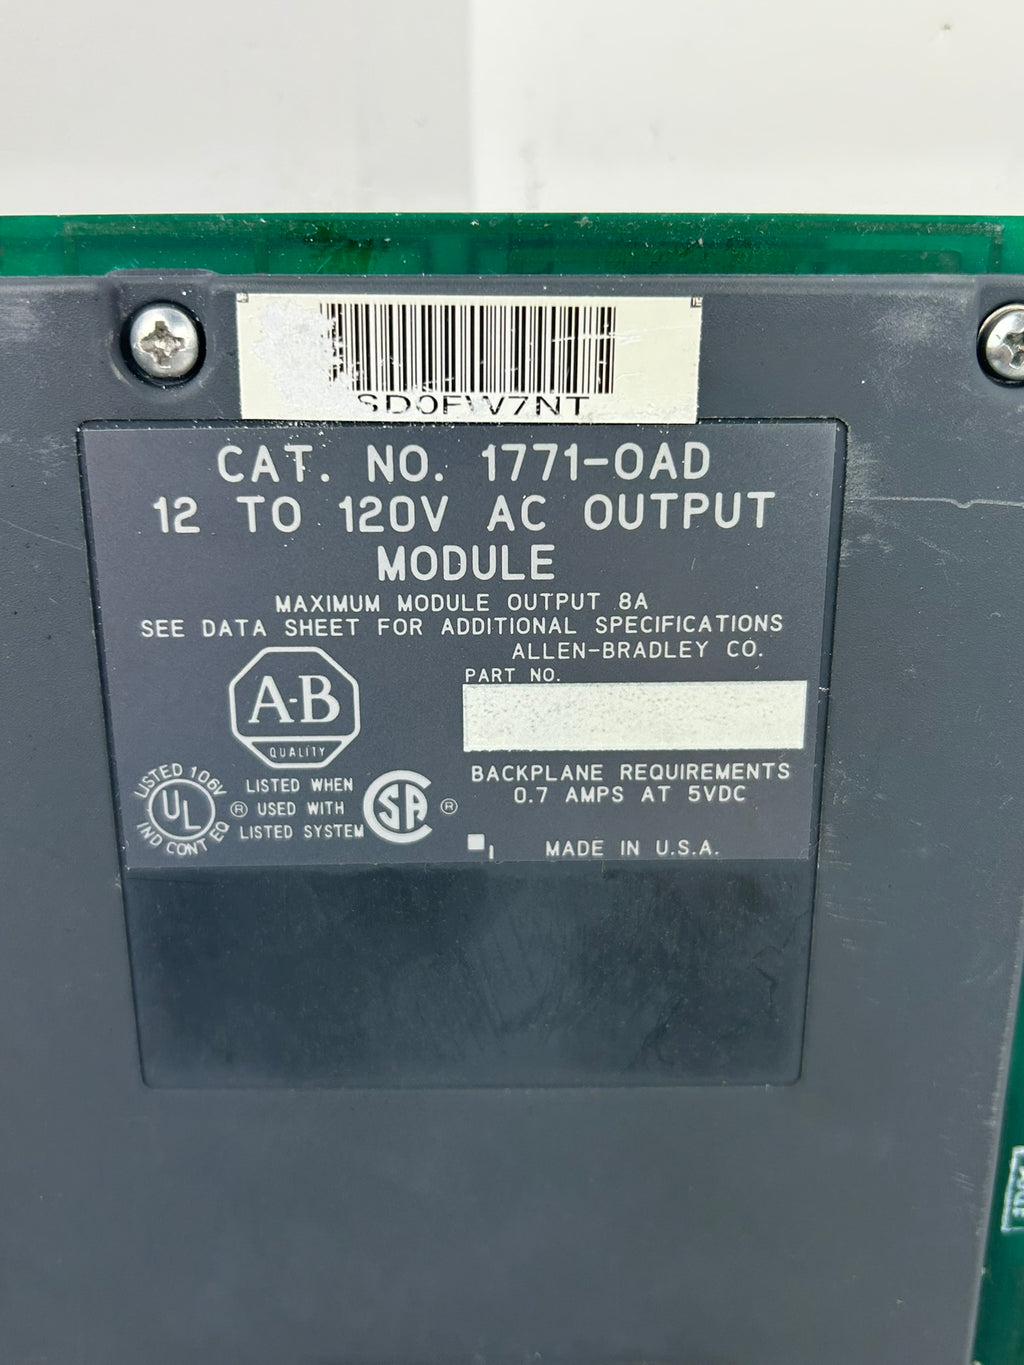 SD0FW7NT
CAT. NO. 1771-OAD
12 TO 120V AC OUTPUT
MODULE
MAXIMUM MODULE OUTPUT 8A
SEE DATA SHEET FOR ADDITIONAL SPECIFICATIONS
ALLEN-BRADLEY CO.
PART NO.
A-B
QUALITY
BACKPLANE REQUIREMENTS
0.7 AMPS AT 5VDC
LISTED 106V
UL
IND CONT EQ
®
LISTED WHEN
USED WITH
LISTED SYSTEM
SA
®
MADE IN U.S.A.